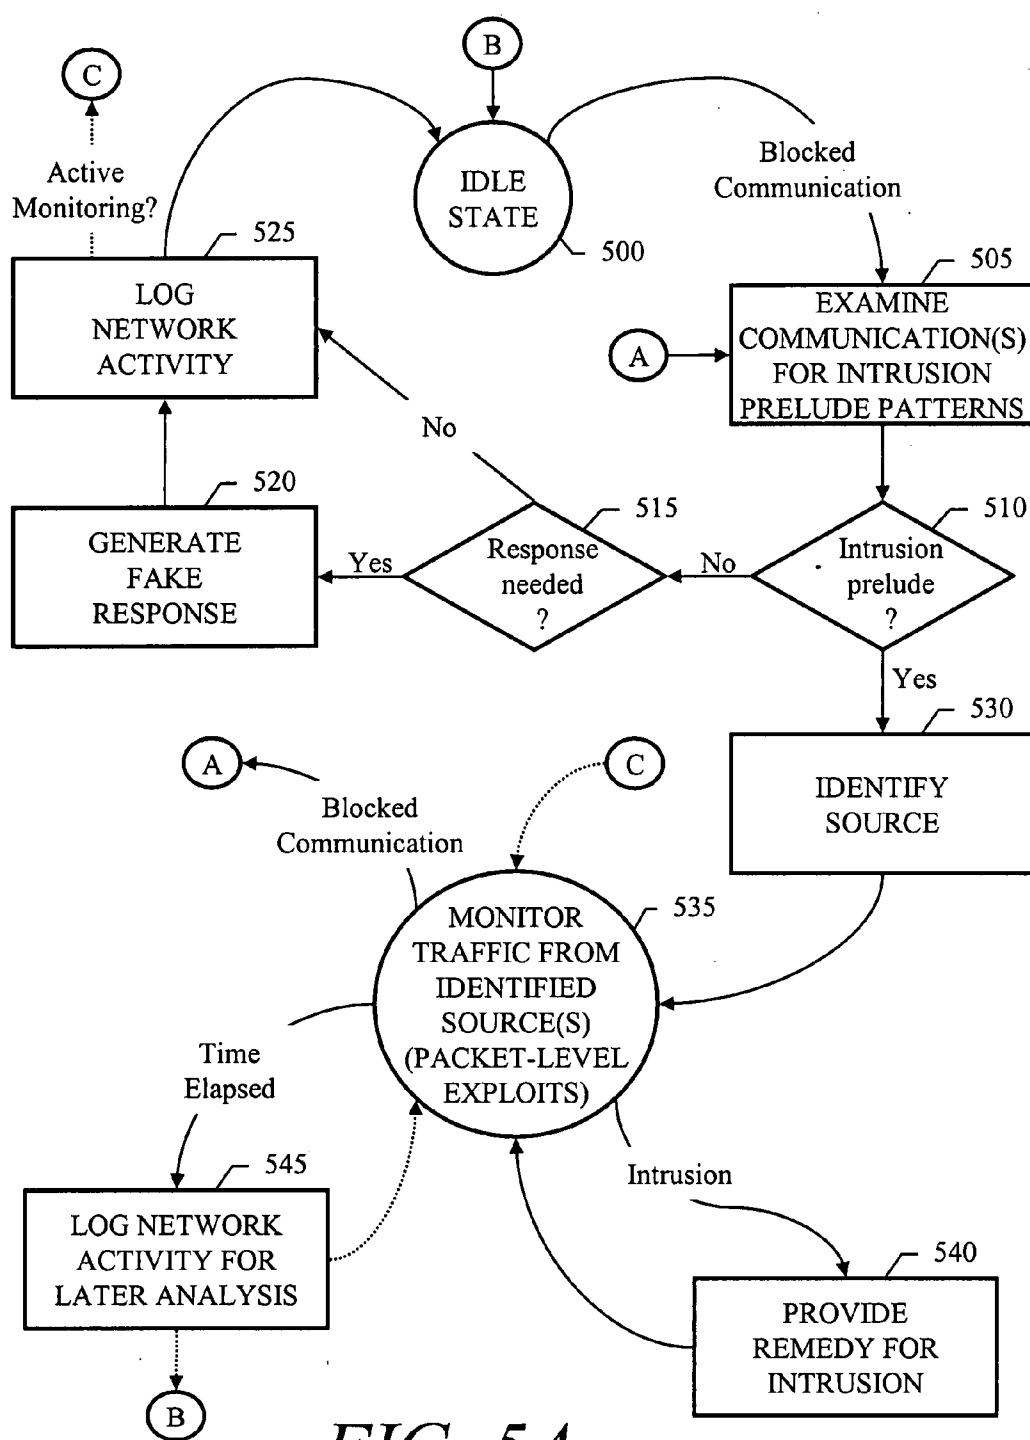 B
C
Active
Monitoring?
IDLE
STATE
500
Blocked
Communication
525
LOG
NETWORK
ACTIVITY
505
EXAMINE
COMMUNICATION(S)
FOR INTRUSION
PRELUDE PATTERNS
A
No
520
GENERATE
FAKE
RESPONSE
Yes
515
Response
needed
?
No
510
Intrusion
prelude
?
Yes
530
IDENTIFY
SOURCE
A
Blocked
Communication
C
535
MONITOR
TRAFFIC FROM
IDENTIFIED
SOURCE(S)
(PACKET-LEVEL
EXPLOITS)
Time
Elapsed
545
LOG NETWORK
ACTIVITY FOR
LATER ANALYSIS
Intrusion
540
PROVIDE
REMEDY FOR
INTRUSION
B
FIG. 5A